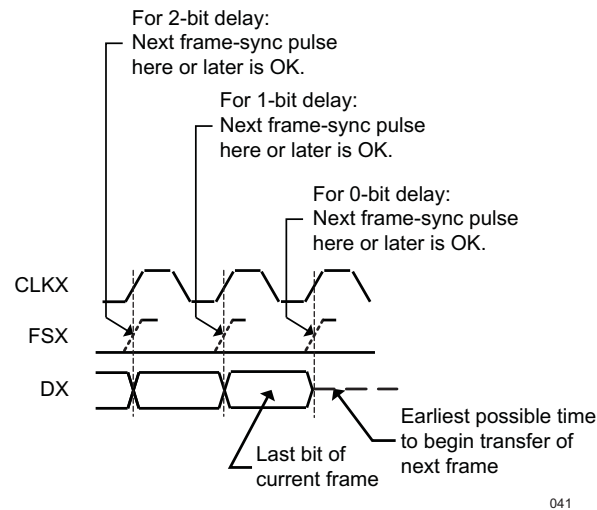 For 2-bit delay:
Next frame-sync pulse
here or later is OK.
For 1-bit delay:
Next frame-sync pulse
here or later is OK.
For 0-bit delay:
Next frame-sync pulse
here or later is OK.
CLKX
FSX
DX
Last bit of
current frame
Earliest possible time
to begin transfer of
next frame
041